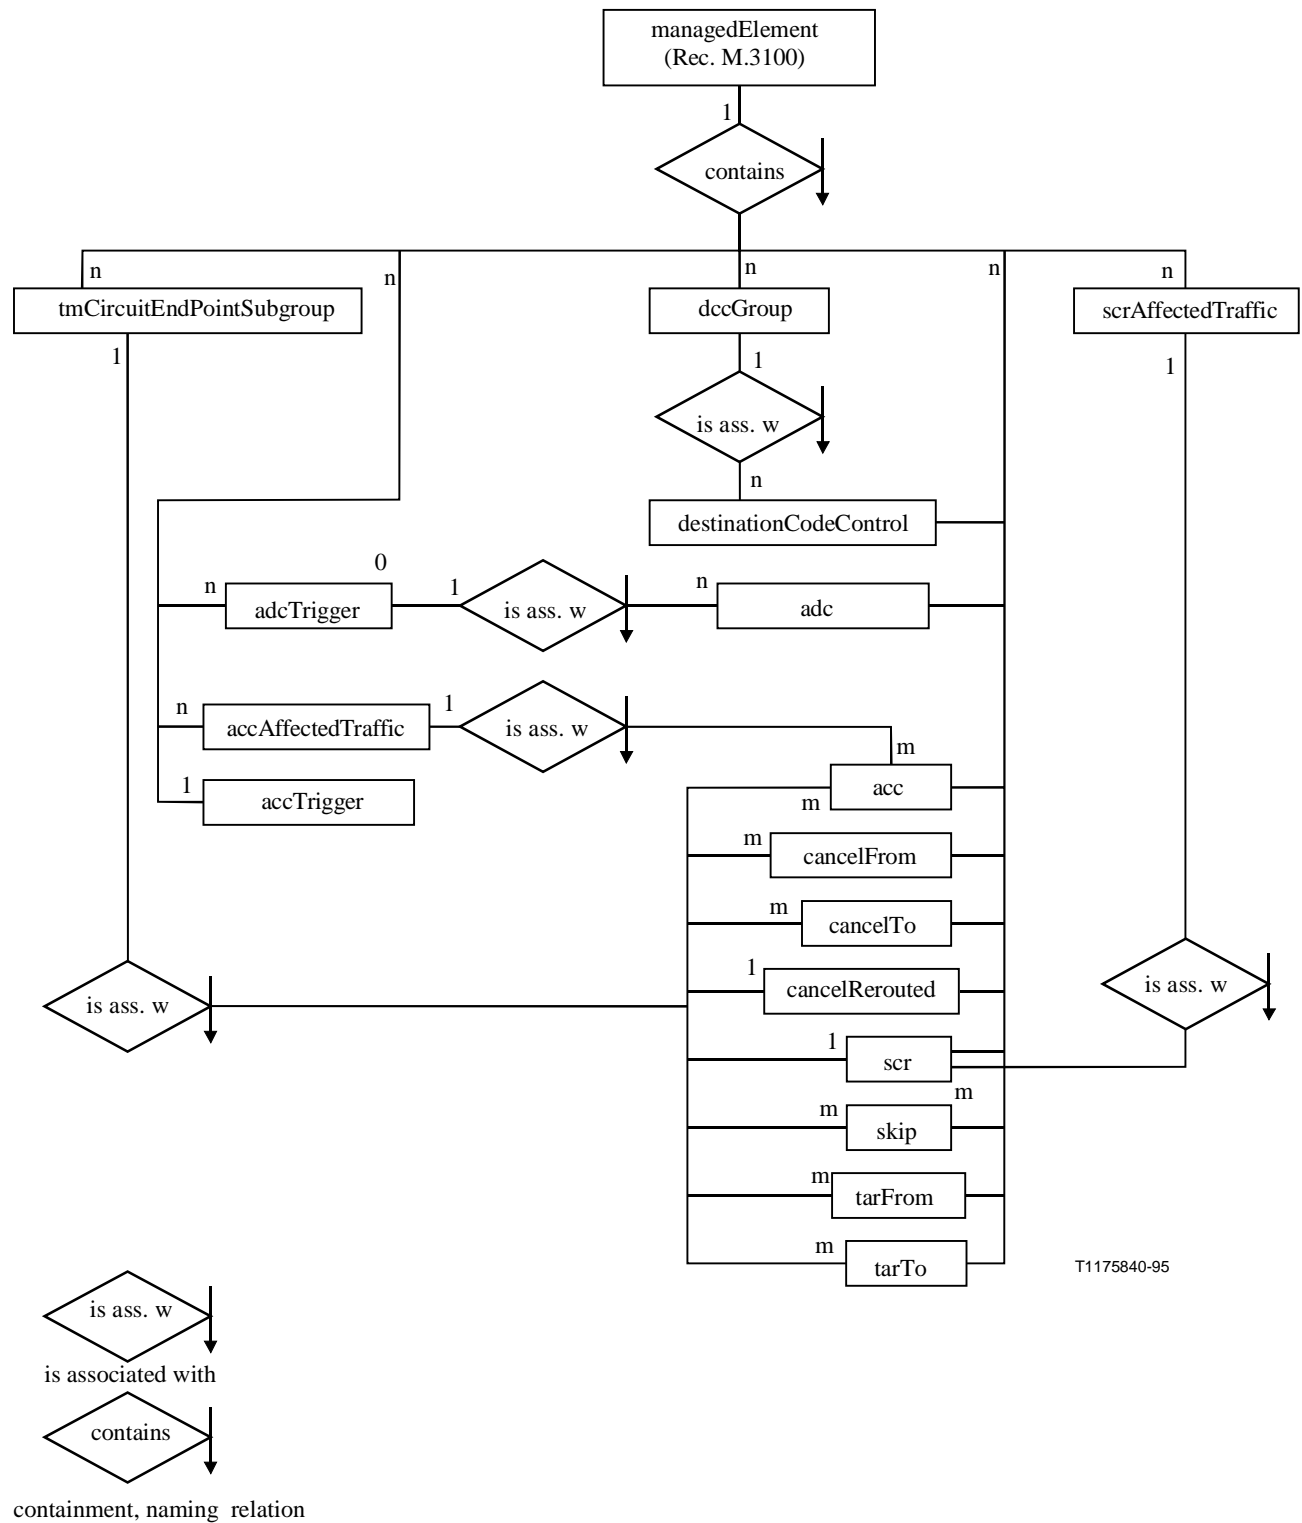 managedElement
(Rec. M.3100)
1
contains
n
n
n
n
n
tmCircuitEndPointSubgroup
dccGroup
scrAffectedTraffic
1
1
1
is ass. w
n
destinationCodeControl
0
n
adcTrigger
1
is ass. w
n
adc
n
accAffectedTraffic
1
is ass. w
m
1
accTrigger
acc
m
m
cancelFrom
m
cancelTo
1
cancelRerouted
is ass. w
is ass. w
1
scr
m
m
skip
m
tarFrom
m
tarTo
T1175840-95
is ass. w
is associated with
contains
containment, naming relation